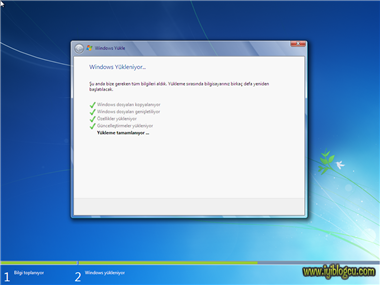 Windows Yükle
Windows Yükleniyor...
Şu anda bize gereken tüm bilgileri aldık. Yükleme sırasında bilgisayarınız birkaç defa yeniden
başlatılacak.
Windows dosyaları kopyalanıyor
Windows dosyaları genişletiliyor
Özellikler yükleniyor
Güncelleştirmeler yükleniyor
Yükleme tamamlanıyor ...
1 Bilgi toplanıyor
2 Windows yükleniyor
www.iyiblogcu.com